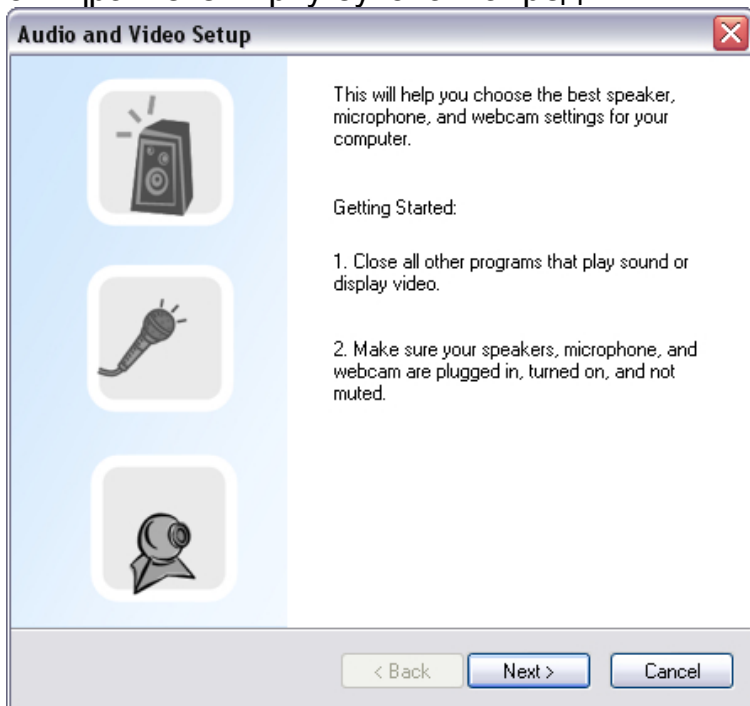 Audio and Video Setup
This will help you choose the best speaker,
microphone, and webcam settings for your
computer.
Getting Started:
1. Close all other programs that play sound or
display video.
2. Make sure your speakers, microphone, and
webcam are plugged in, turned on, and not
muted.
< Back
Next >
Cancel